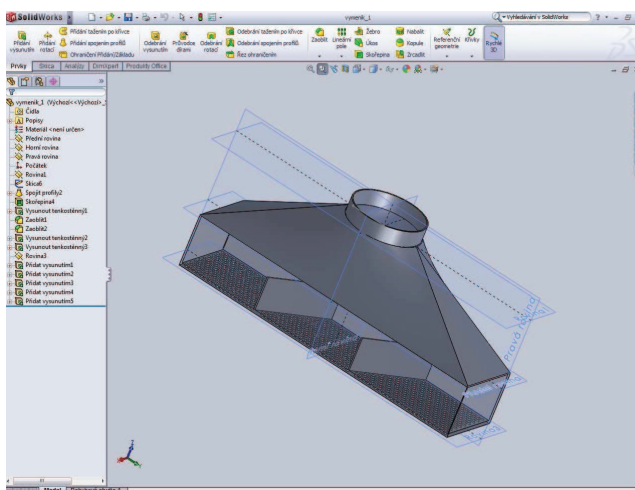 SolidWorks
vymenik_1
Vyhledávání v SolidWorks
Přidání vysunutím
Přidání rotací
Přidání tažením po křivce
Přidání spojením profilů
Ohraničení Přidání/Základu
Odebrání vysunutím
Průvodce dírami
Odebrání rotací
Odebrání tažením po křivce
Odebrání spojením profilů
Řez ohraničením
Zaoblit
Lineární pole
Žebro
Úkos
Skořepina
Nabalit
Kopule
Zrcadlit
Referenční geometrie
Křivky
Rychlé 3D
Prvky
Skica
Analýzy
DimXpert
Produkty Office
vymenik_1 (Výchozí<<Výchozí>_S
Čidla
Popisy
Materiál <není určen>
Přední rovina
Horní rovina
Pravá rovina
Počátek
Rovina1
Skica6
Spojit profily2
Skořepina4
Vysunout tenkostěnný1
Zaoblit1
Zaoblit2
Vysunout tenkostěnný2
Vysunout tenkostěnný3
Rovina3
Přidat vysunutím1
Přidat vysunutím2
Přidat vysunutím3
Přidat vysunutím4
Přidat vysunutím5
Pravá rovina
Model